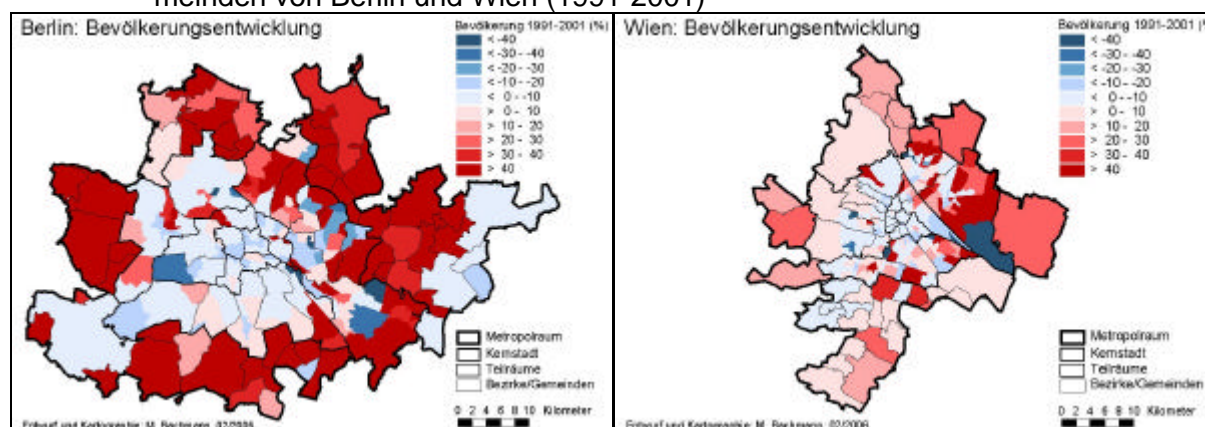 meinden von Berlin und Wien (1991-2001)
Berlin: Bevölkerungsentwicklung
Bevölkerung 1991-2001 (%)
< -40
< -30 - -40
< -20 - -30
< -10 - -20
< 0 - -10
> 0 - 10
> 10 - 20
> 20 - 30
> 30 - 40
> 40
Metropolraum
Kernstadt
Teilräume
Bezirke/Gemeinden
0 2 4 6 8 10 Kilometer
Entwurf und Kartographie: M. Beckmann, 02/2006
Wien: Bevölkerungsentwicklung
Bevölkerung 1991-2001 (%
< -40
< -30 - -40
< -20 - -30
< -10 - -20
< 0 - -10
> 0 - 10
> 10 - 20
> 20 - 30
> 30 - 40
> 40
Metropolraum
Kernstadt
Teilräume
Bezirke/Gemeinden
0 2 4 6 8 10 Kilometer
Entwurf und Kartographie: M. Beckmann, 02/2006